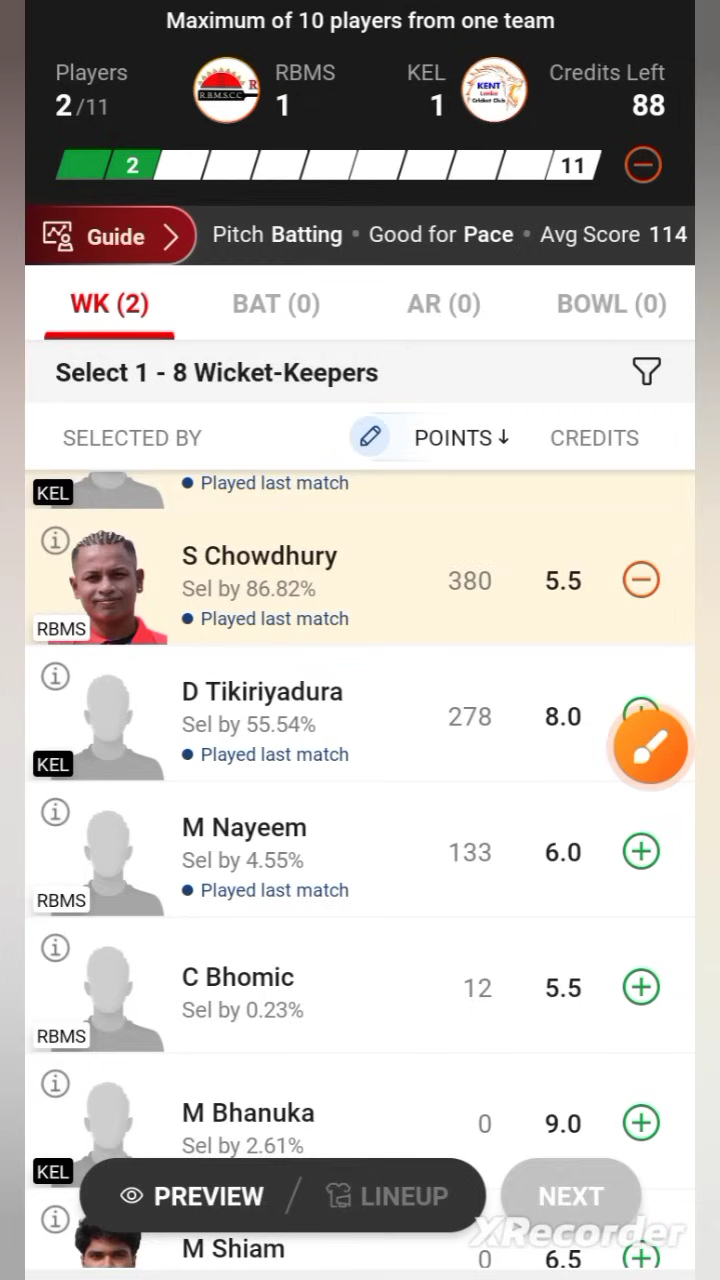 Maximum of 10 players from one team
Players
2/11
RBMS
1
KEL
1
Credits Left
88
R
R.B.M.S.C.C
KENT
Lanka
Cricket Club
2
11
Guide
Pitch Batting • Good for Pace • Avg Score 114
WK (2)
BAT (0)
AR (0)
BOWL (0)
Select 1 - 8 Wicket-Keepers
SELECTED BY
POINTS↓
CREDITS
KEL
Played last match
S Chowdhury
Sel by 86.82%
Played last match
RBMS
380
5.5
D Tikiriyadura
Sel by 55.54%
Played last match
KEL
278
8.0
M Nayeem
Sel by 4.55%
Played last match
RBMS
133
6.0
C Bhomic
Sel by 0.23%
RBMS
12
5.5
M Bhanuka
Sel by 2.61%
KEL
0
9.0
PREVIEW
LINEUP
NEXT
XRecorder
M Shiam
0
6.5